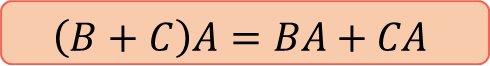 (B + C)A = BA + CA